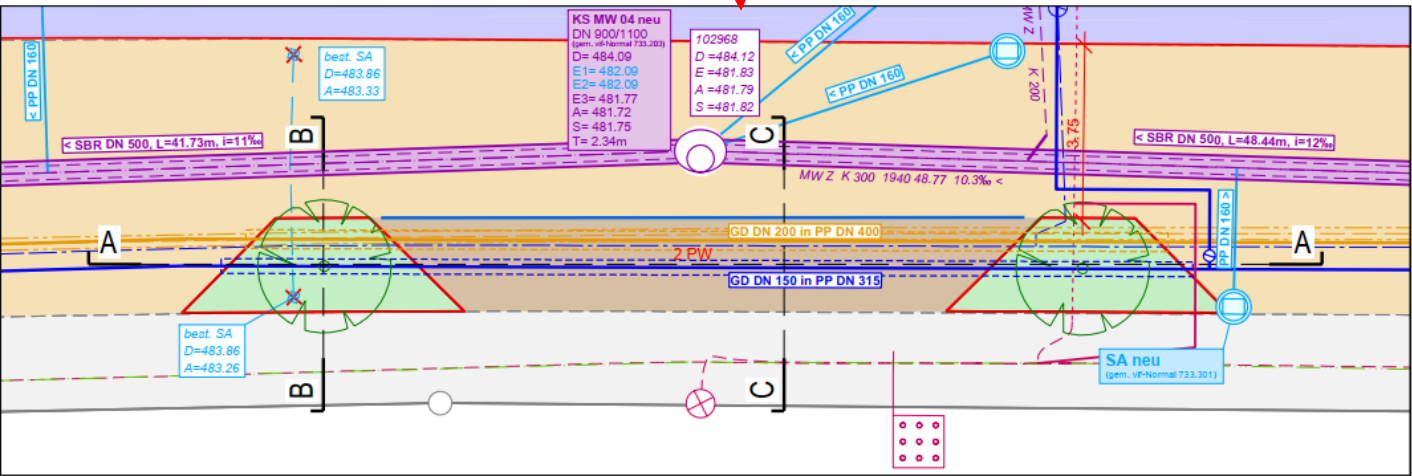 KS MW 04 neu
DN 900/1100
(gem. vif-Normal 733.203)
D= 484.09
E1= 482.09
E2= 482.09
E3= 481.77
A= 481.72
S= 481.75
T= 2.34m
102968
D =484.12
E =481.83
A =481.79
S =481.82
< PP DN 160
< PP DN 160
< PP DN 160
best. SA
D=483.86
A=483.33
MW Z
K 200
3.75
< SBR DN 500, L=41.73m, i=11‰
< SBR DN 500, L=48.44m, i=12‰
B
C
MW Z K 300 1940 48.77 10.3‰ <
PP DN 160 >
GD DN 200 in PP DN 400
A
A
2 PW
GD DN 150 in PP DN 315
best. SA
D=483.86
A=483.26
SA neu
(gem. vif-Normal 733.301)
B
C